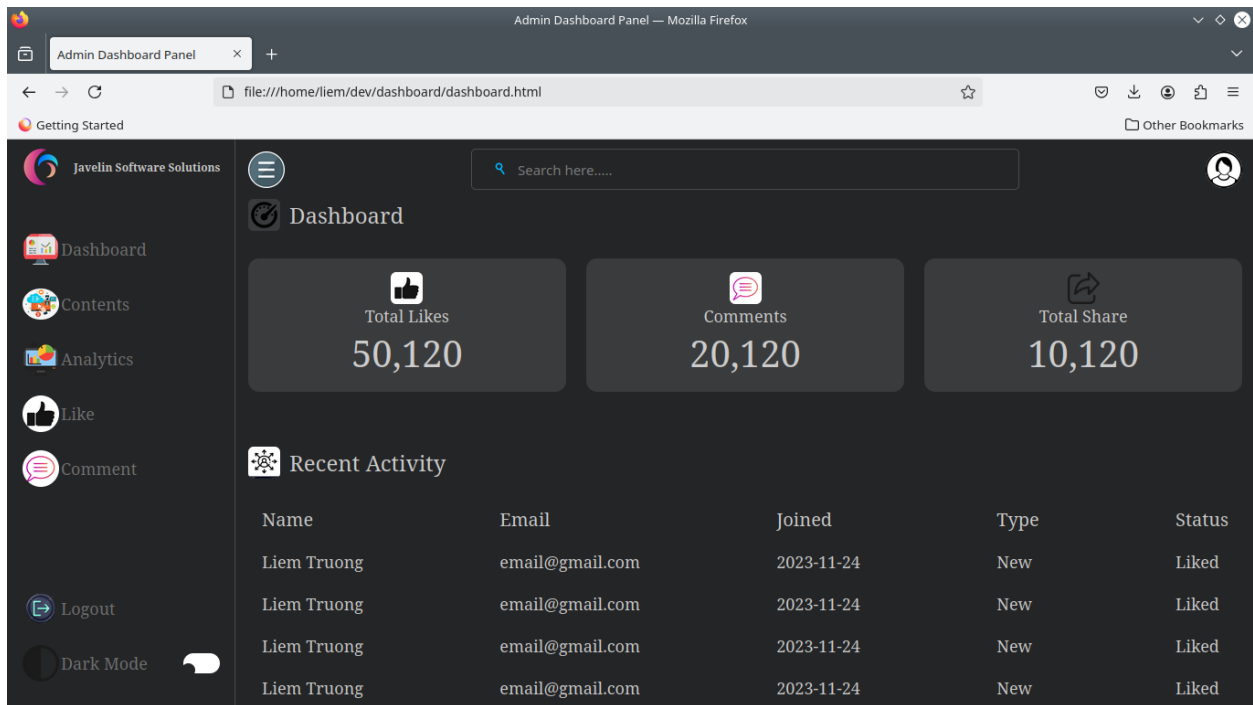 Admin Dashboard Panel — Mozilla Firefox
Admin Dashboard Panel
file:///home/liem/dev/dashboard/dashboard.html
Getting Started
Other Bookmarks
Javelin Software Solutions
Search here.....
Dashboard
Dashboard
Contents
Analytics
Like
Comment
Logout
Dark Mode
Total Likes
50,120
Comments
20,120
Total Share
10,120
Recent Activity
Name Email Joined Type Status
Liem Truong email@gmail.com 2023-11-24 New Liked
Liem Truong email@gmail.com 2023-11-24 New Liked
Liem Truong email@gmail.com 2023-11-24 New Liked
Liem Truong email@gmail.com 2023-11-24 New Liked